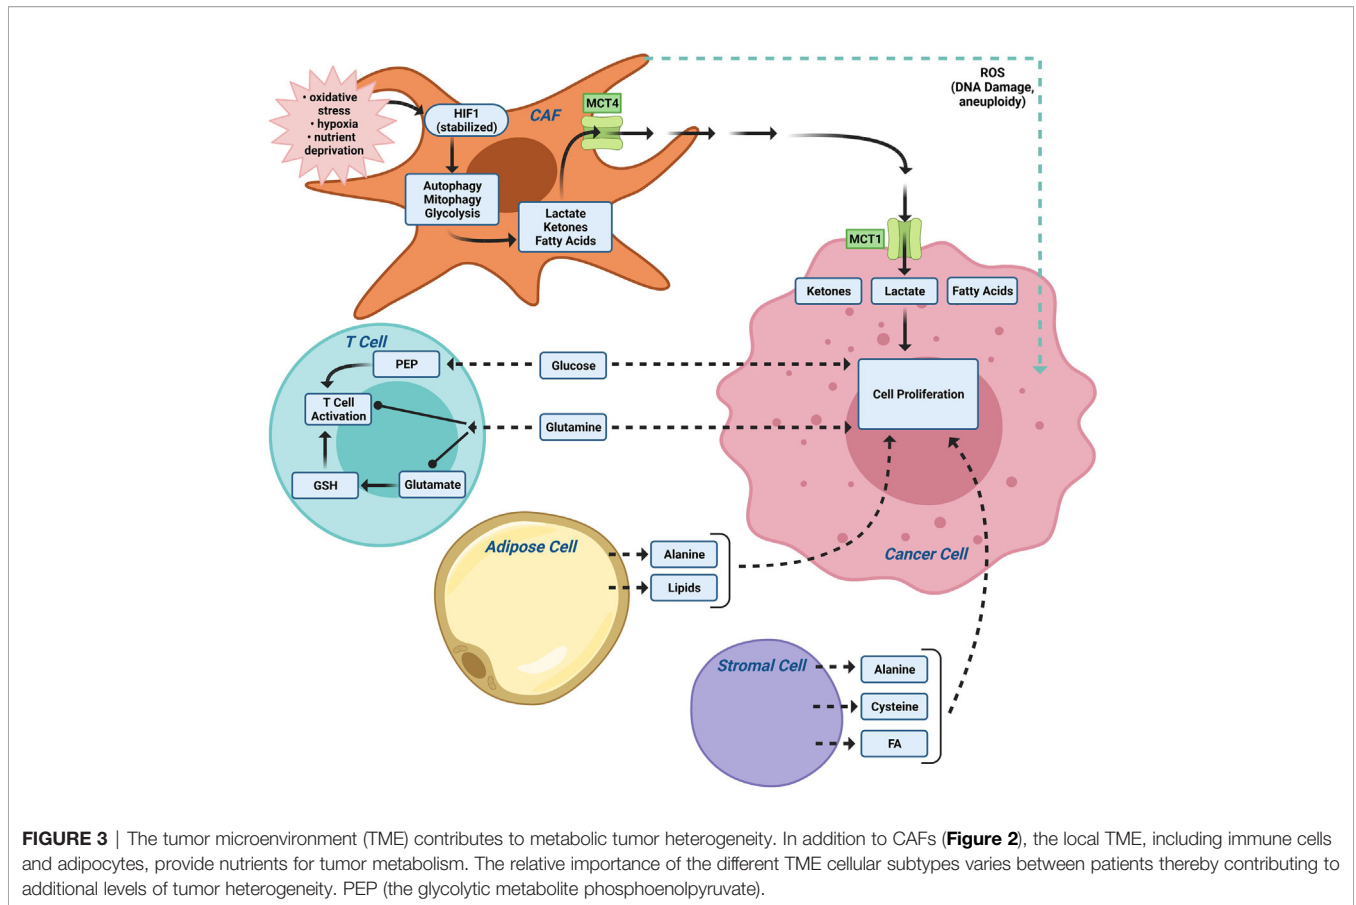 • oxidative
stress
• hypoxia
• nutrient
deprivation
HIF1
(stabilized)
CAF
MCT4
ROS
(DNA Damage,
aneuploidy)
Autophagy
Mitophagy
Glycolysis
Lactate
Ketones
Fatty Acids
MCT1
Ketones
Lactate
Fatty Acids
T Cell
PEP
Glucose
T Cell
Activation
Cell Proliferation
Glutamine
GSH
Glutamate
Adipose Cell
Alanine
Lipids
Cancer Cell
Stromal Cell
Alanine
Cysteine
FA
FIGURE 3 | The tumor microenvironment (TME) contributes to metabolic tumor heterogeneity. In addition to CAFs (Figure 2), the local TME, including immune cells
and adipocytes, provide nutrients for tumor metabolism. The relative importance of the different TME cellular subtypes varies between patients thereby contributing to
additional levels of tumor heterogeneity. PEP (the glycolytic metabolite phosphoenolpyruvate).